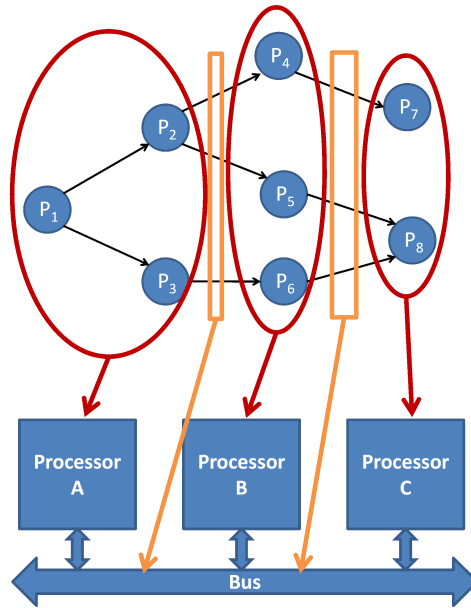 P4
P2
P7
P5
P1
P8
P3
P6
Processor
A
Processor
B
Processor
C
Bus